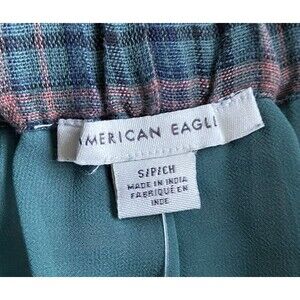 AMERICAN EAGLE
S/P/CH
MADE IN INDIA
FABRIQUÉ EN
INDE